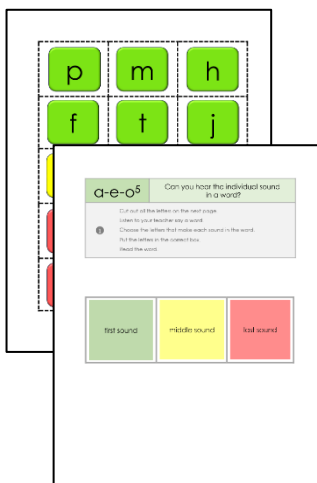 p m h
f t j
a-e-o⁵
Can you hear the individual sound
in a word?
Cut out all the letters on the next page.
Listen to your teacher say a word.
Choose the letters that make each sound in the word.
Put the letters in the correct box.
Read the word.
first sound middle sound last sound